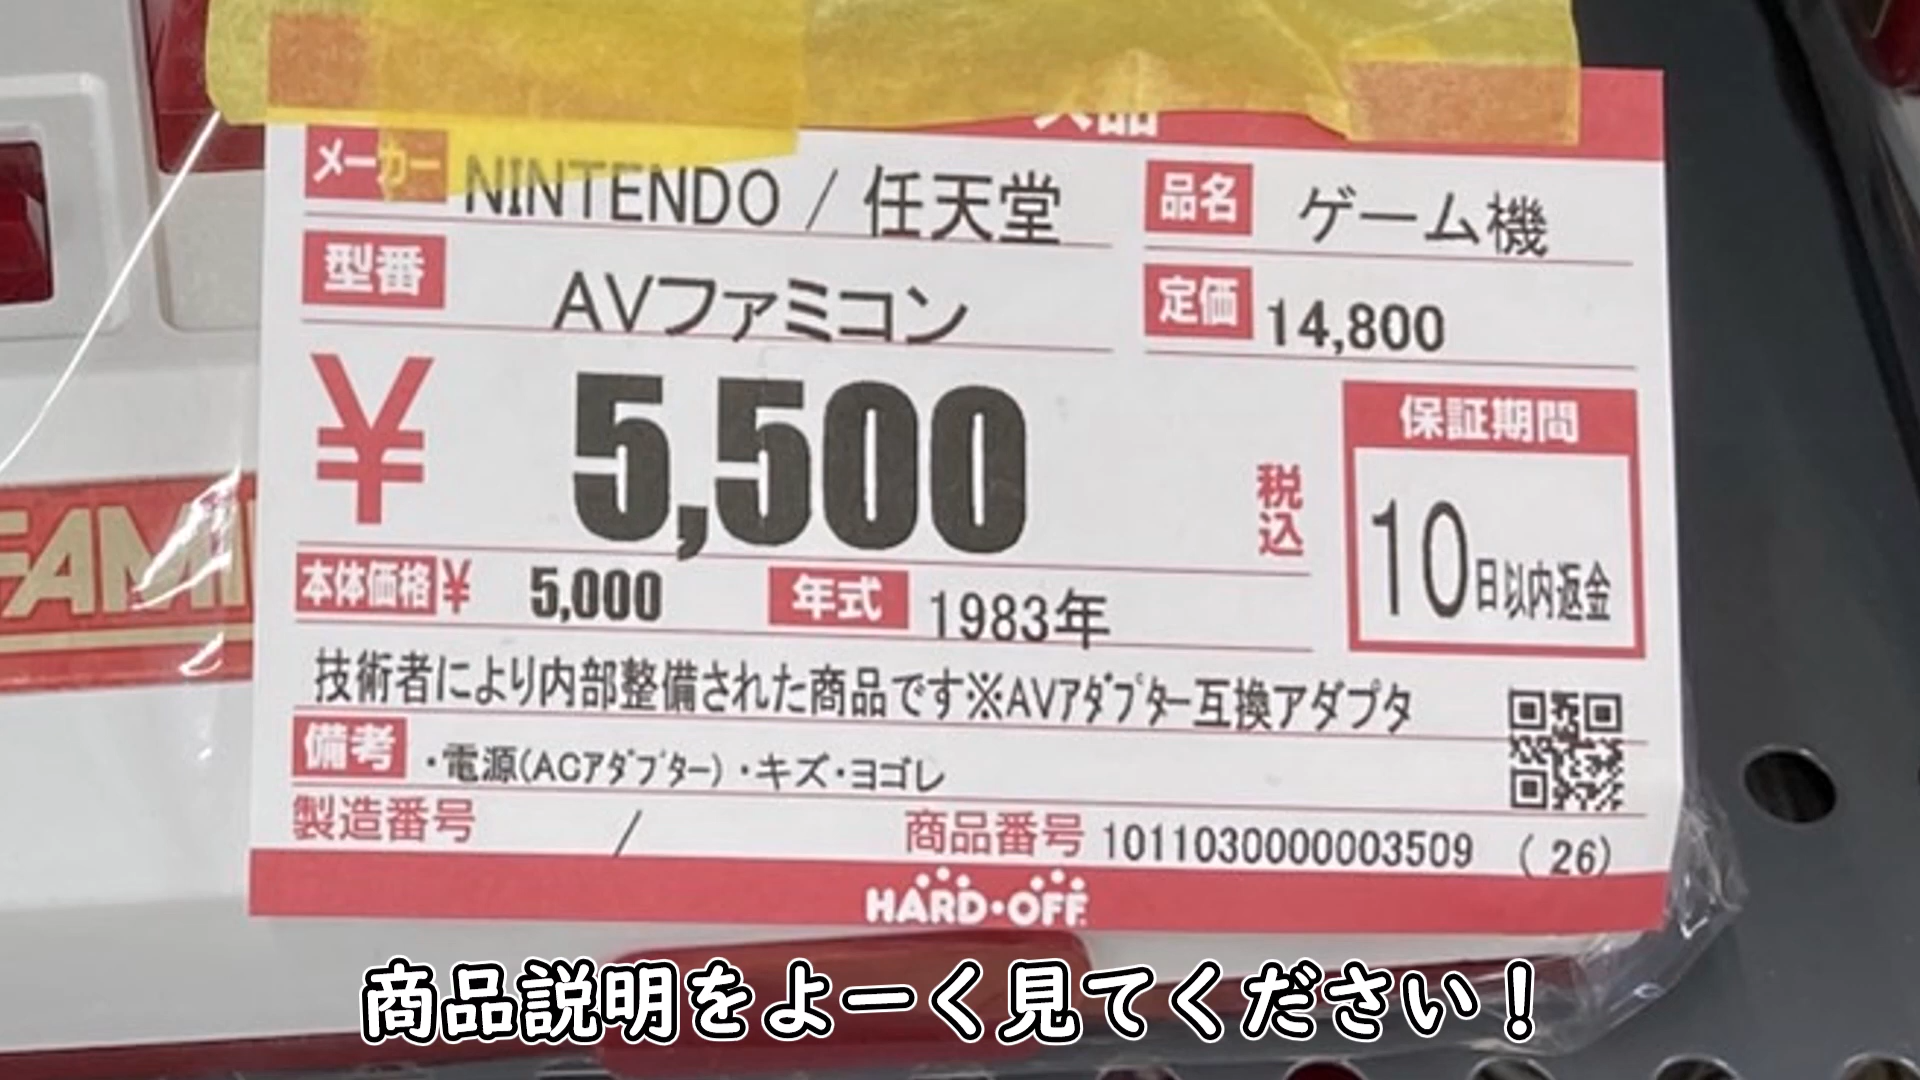 メーカー NINTENDO / 任天堂 品名 ゲーム機
型番 AVファミコン 定価 14,800
¥ 5,500 税込
保証期間
10日以内返金
本体価格¥ 5,000 年式 1983年
技術者により内部整備された商品です※AVアダプター互換アダプタ
備考 ・電源(ACアダプター)・キズ・ヨゴレ
製造番号 / 商品番号 1011030000003509 (26)
HARD・OFF
FAMI
商品説明をよーく見てください!